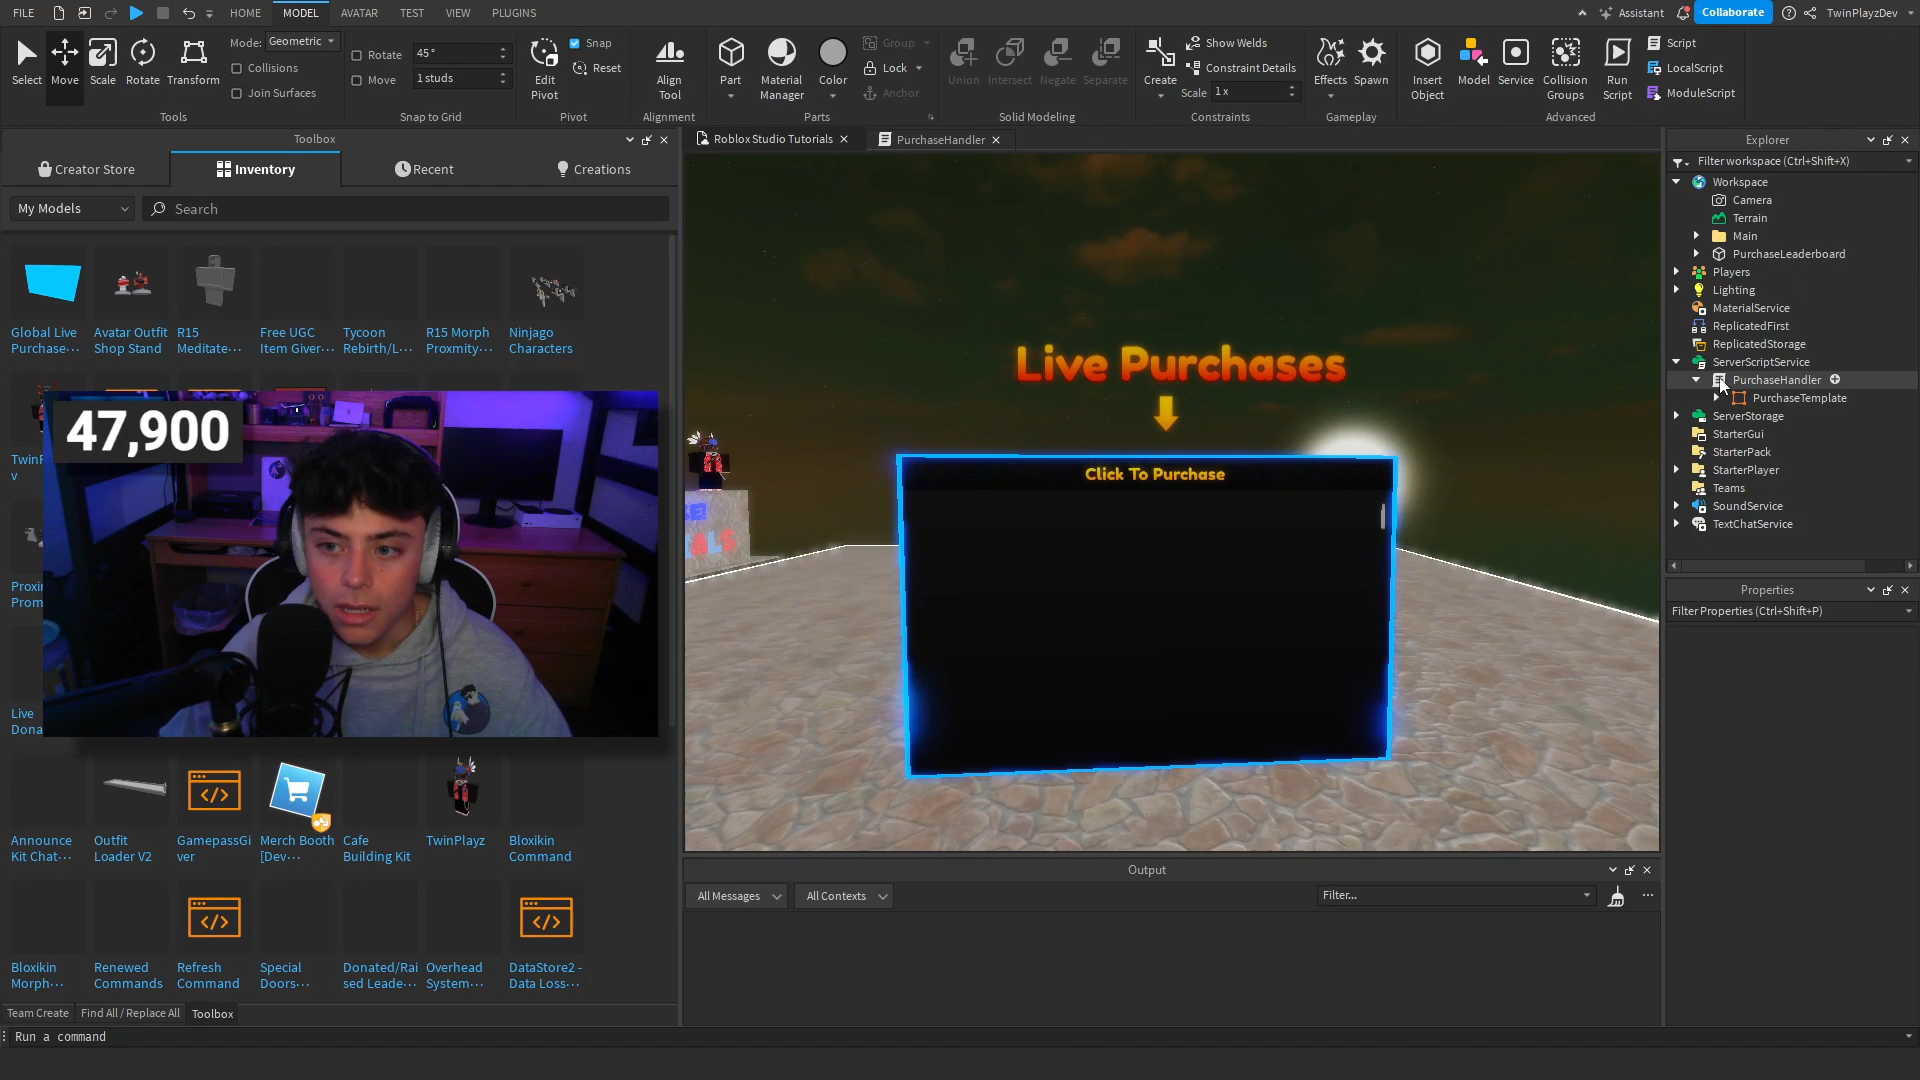 FILE
HOME
MODEL
AVATAR
TEST
VIEW
PLUGINS
Assistant
Collaborate
TwinPlayzDev
Select
Move
Scale
Rotate
Transform
Mode: Geometric
Collisions
Join Surfaces
Tools
Rotate 45°
Move 1 studs
Snap to Grid
Edit
Pivot
Snap
Reset
Pivot
Align
Tool
Alignment
Part
Material
Manager
Color
Group
Lock
Anchor
Parts
Union
Intersect
Negate
Separate
Solid Modeling
Create
Show Welds
Constraint Details
Scale 1 x
Constraints
Effects
Spawn
Gameplay
Insert
Object
Model
Service
Collision
Groups
Run
Script
Script
LocalScript
ModuleScript
Advanced
Toolbox
Creator Store
Inventory
Recent
Creations
My Models
Search
Global Live
Purchase···
Avatar Outfit
Shop Stand
R15
Meditate···
Free UGC
Item Giver···
Tycoon
Rebirth/L···
R15 Morph
Proxmity···
Ninjago
Characters
47,900
Live
Dona
Announce
Kit Chat···
Outfit
Loader V2
GamepassGi
ver
Merch Booth
[Dev···
Cafe
Building Kit
TwinPlayz
Bloxikin
Command
Bloxikin
Morph···
Renewed
Commands
Refresh
Command
Special
Doors···
Donated/Rai
sed Leade···
Overhead
System···
DataStore2 -
Data Loss···
Team Create
Find All / Replace All
Toolbox
Run a command
Roblox Studio Tutorials
PurchaseHandler
Live Purchases
Click To Purchase
Output
All Messages
All Contexts
Filter...
Explorer
Filter workspace (Ctrl+Shift+X)
Workspace
Camera
Terrain
Main
PurchaseLeaderboard
Players
Lighting
MaterialService
ReplicatedFirst
ReplicatedStorage
ServerScriptService
PurchaseHandler
PurchaseTemplate
ServerStorage
StarterGui
StarterPack
StarterPlayer
Teams
SoundService
TextChatService
Properties
Filter Properties (Ctrl+Shift+P)